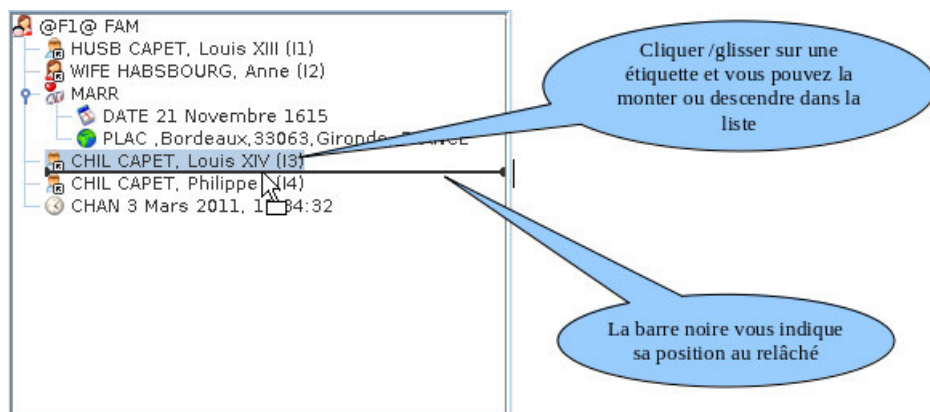 @F1@ FAM
HUSB CAPET, Louis XIII (I1)
WIFE HABSBOURG, Anne (I2)
MARR
DATE 21 Novembre 1615
PLAC ,Bordeaux,33063,Gironde,
CHIL CAPET, Louis XIV (I3)
CHIL CAPET, Philippe (I4)
CHAN 3 Mars 2011,
Cliquer /glisser sur une
étiquette et vous pouvez la
monter ou descendre dans la
liste
La barre noire vous indique
sa position au relâché